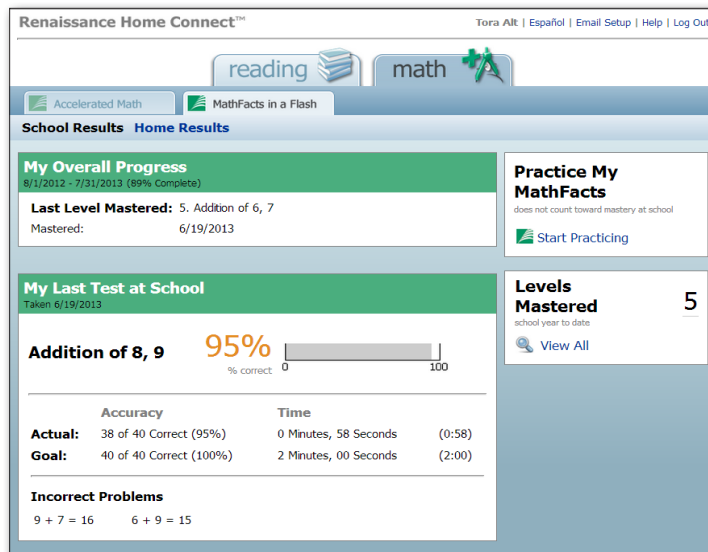 Renaissance Home Connect™
Tora Alt | Español | Email Setup | Help | Log Out
reading math
Accelerated Math MathFacts in a Flash
School Results Home Results
My Overall Progress
8/1/2012 - 7/31/2013 (89% Complete)
Last Level Mastered: 5. Addition of 6, 7
Mastered: 6/19/2013
Practice My
MathFacts
does not count toward mastery at school
Start Practicing
My Last Test at School
Taken 6/19/2013
Addition of 8, 9 95%
% correct 0 100
Levels
Mastered 5
school year to date
View All
Accuracy Time
Actual: 38 of 40 Correct (95%) 0 Minutes, 58 Seconds (0:58)
Goal: 40 of 40 Correct (100%) 2 Minutes, 00 Seconds (2:00)
Incorrect Problems
9 + 7 = 16 6 + 9 = 15